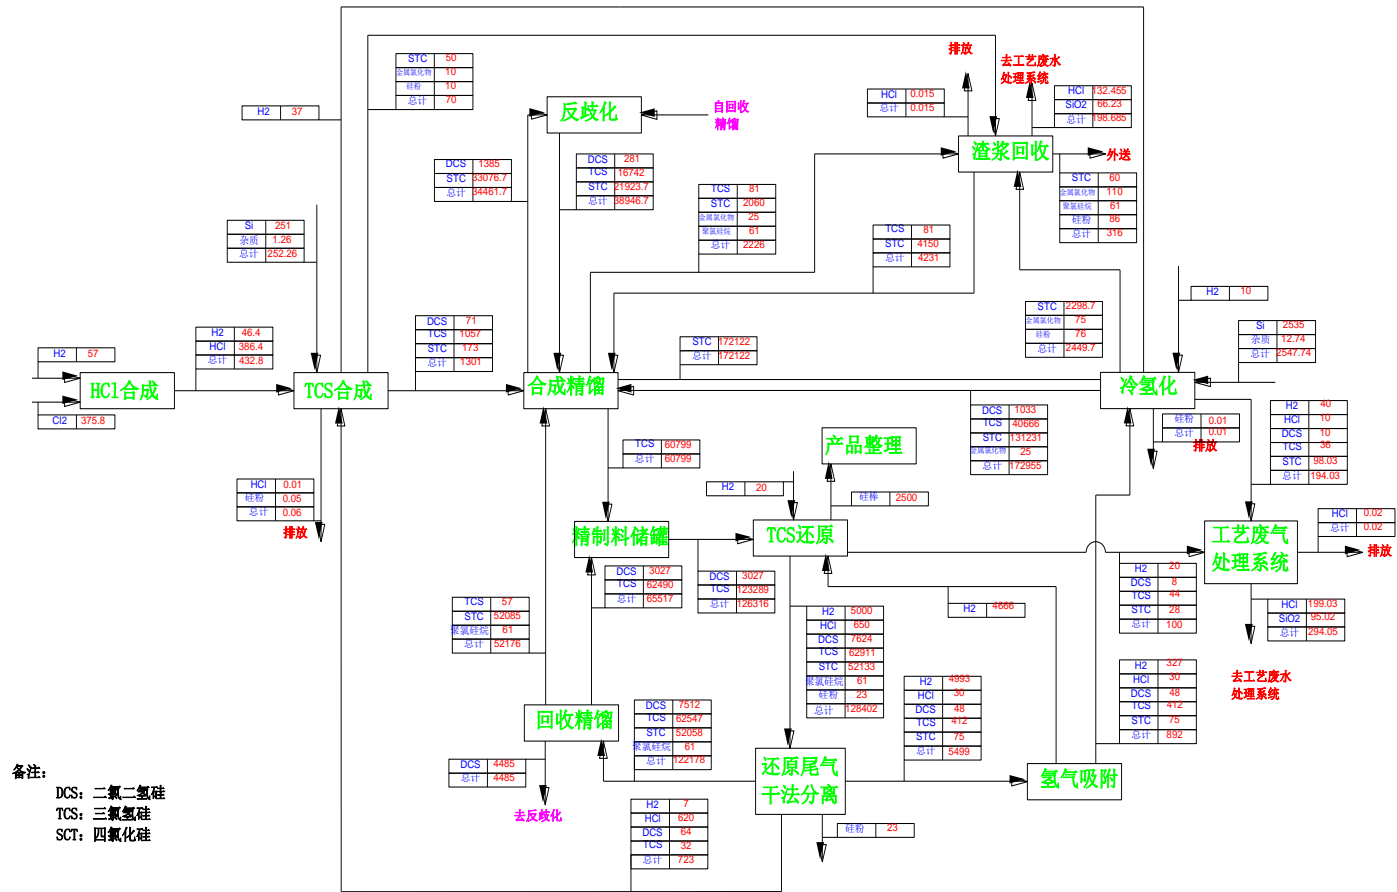 排放
去工艺废水
处理系统
STC 50
金属氯化物 10
硅粉 10
总计 70
H2 37
反歧化
自回收
精馏
HCl 0.015
总计 0.015
HCl 132.455
SiO2 66.23
总计 198.685
渣浆回收
外送
DCS 1385
STC 33076.7
总计 34461.7
DCS 281
TCS 16742
STC 21923.7
总计 38946.7
TCS 81
STC 2060
金属氯化物 25
聚氯硅烷 61
总计 2226
STC 60
金属氯化物 110
聚氯硅烷 61
硅粉 86
总计 316
Si 251
杂质 1.26
总计 252.26
TCS 81
STC 4150
总计 4231
H2 10
H2 46.4
HCl 386.4
总计 432.8
DCS 71
TCS 1057
STC 173
总计 1301
STC 172122
总计 172122
STC 2298.7
金属氯化物 75
硅粉 76
总计 2449.7
Si 2535
杂质 12.74
总计 2547.74
H2 57
HCl合成
TCS合成
合成精馏
冷氢化
Cl2 375.8
DCS 1033
TCS 40666
STC 131231
金属氯化物 25
总计 172955
硅粉 0.01
总计 0.01
排放
H2 40
HCl 10
DCS 10
TCS 36
STC 98.03
总计 194.03
TCS 60799
总计 60799
产品整理
H2 20
硅棒 2500
HCl 0.01
硅粉 0.05
总计 0.06
排放
精制料储罐
TCS还原
工艺废气
处理系统
HCl 0.02
总计 0.02
排放
DCS 3027
TCS 62490
总计 65517
DCS 3027
TCS 123289
总计 126316
H2 20
DCS 8
TCS 44
STC 28
总计 100
TCS 57
STC 52085
聚氯硅烷 61
总计 52176
H2 5000
HCl 650
DCS 7624
TCS 62911
STC 52133
聚氯硅烷 61
硅粉 23
总计 128402
H2 4666
HCl 199.03
SiO2 95.02
总计 294.05
去工艺废水
处理系统
H2 327
HCl 30
DCS 48
TCS 412
STC 75
总计 892
H2 4993
HCl 30
DCS 48
TCS 412
STC 75
总计 5499
回收精馏
DCS 7512
TCS 62547
STC 52058
聚氯硅烷 61
总计 122178
DCS 4485
总计 4485
去反歧化
还原尾气
干法分离
氢气吸附
H2 7
HCl 620
DCS 64
TCS 32
总计 723
硅粉 23
备注:
DCS: 二氯二氢硅
TCS: 三氯氢硅
SCT: 四氯化硅